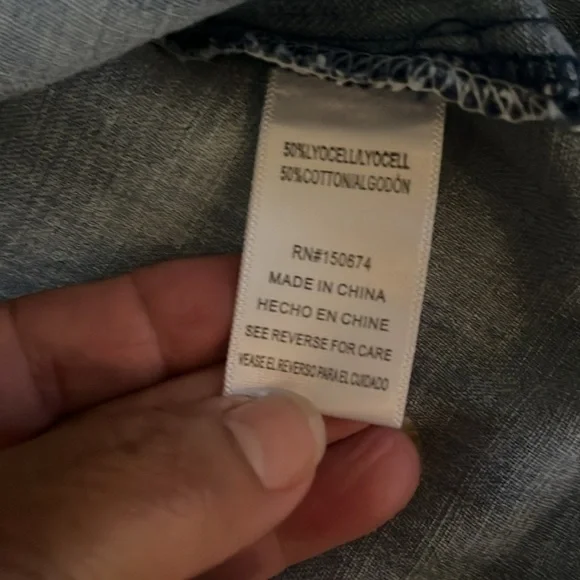 50%LYOCELL/LYOCELL
50%COTTON/ALGODÓN
RN#150674
MADE IN CHINA
HECHO EN CHINE
SEE REVERSE FOR CARE
VEASE EL REVERSO PARA EL CUIDADO